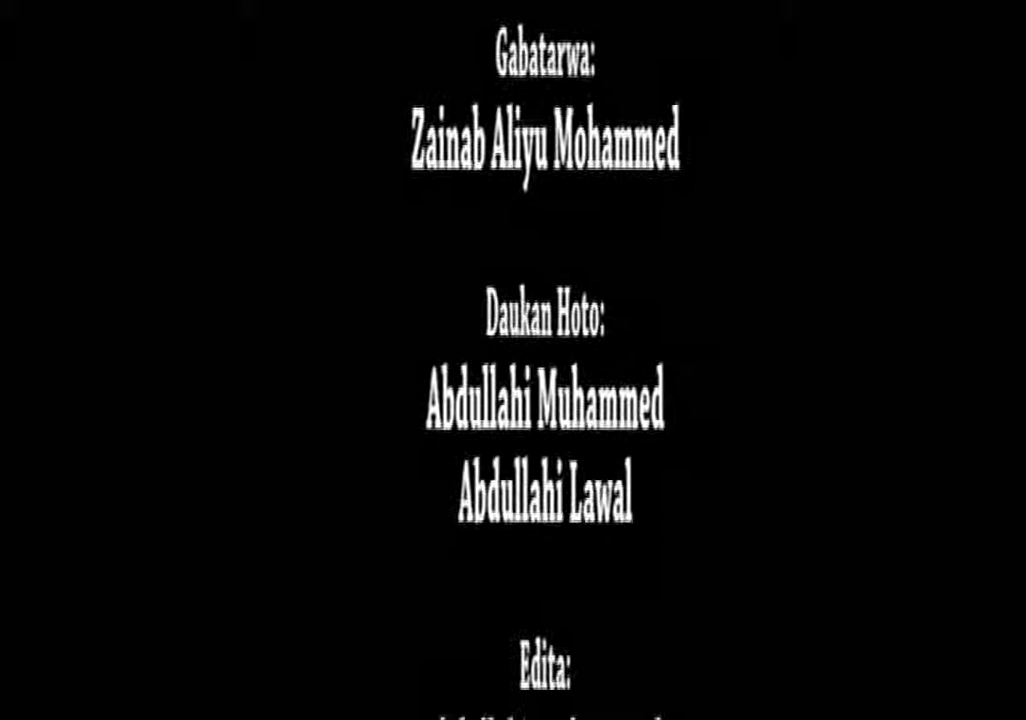 Gabatarwa:
Zainab Aliyu Mohammed
Daukan Hoto:
Abdullahi Muhammed
Abdullahi Lawal
Edita: